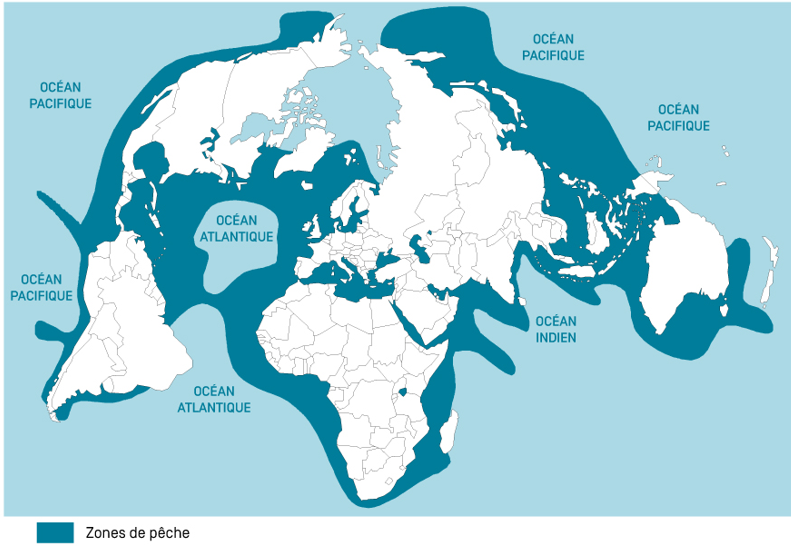 OCÉAN
PACIFIQUE
OCÉAN
PACIFIQUE
OCÉAN
PACIFIQUE
OCÉAN
ATLANTIQUE
OCÉAN
PACIFIQUE
OCÉAN
INDIEN
OCÉAN
ATLANTIQUE
Zones de pêche